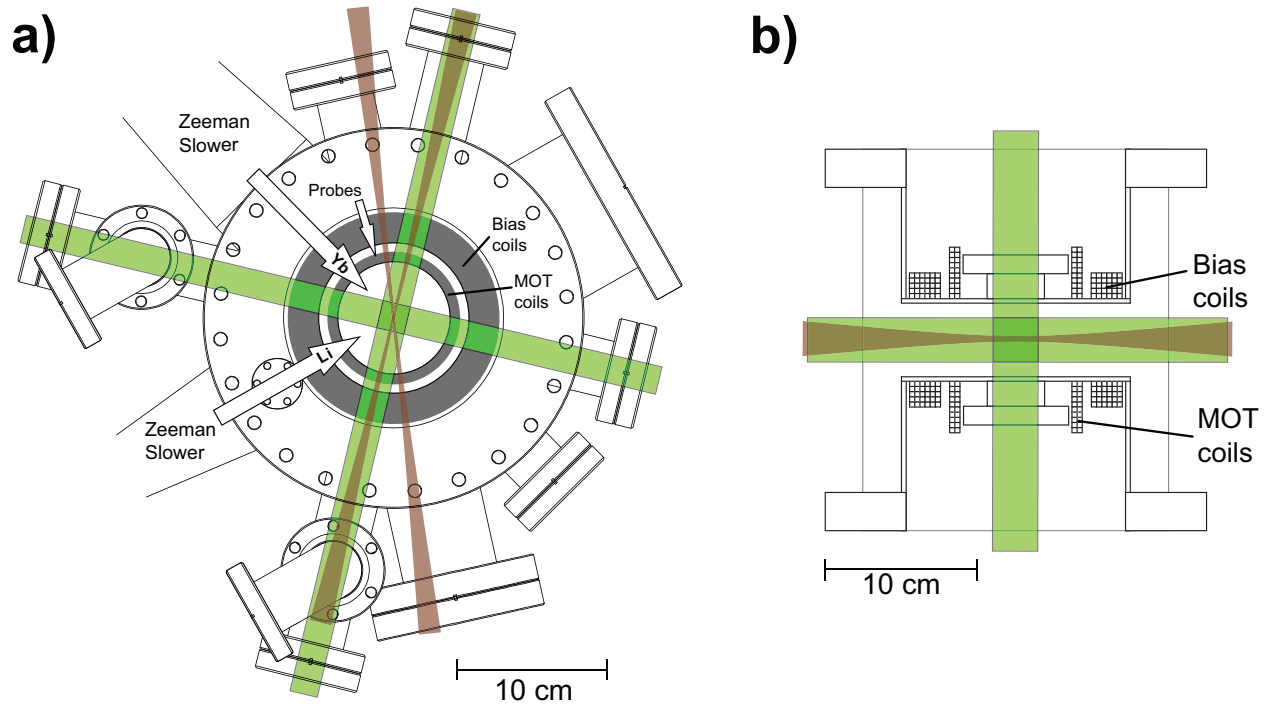 a)
Zeeman
Slower
Probes
Yb
Bias
coils
MOT
coils
Li
Zeeman
Slower
10 cm
b)
Bias
coils
MOT
coils
10 cm